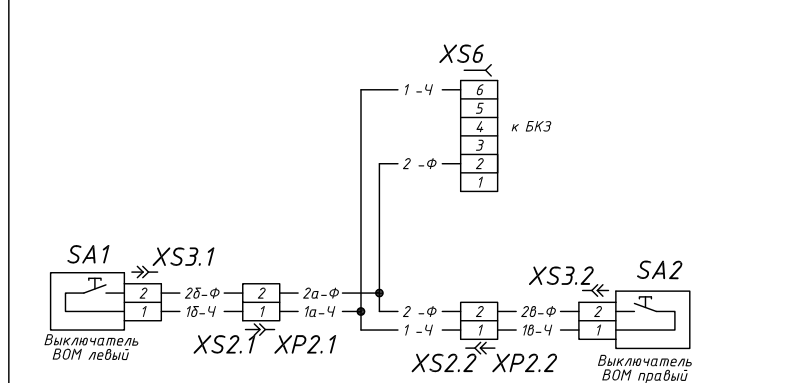 XS6
1 -Ч 6
5
4 к БКЗ
3
2 -Ф 2
1
SA1 XS3.1
2 2б-Ф 2 2а-Ф
1 1б-Ч 1 1а-Ч
Выключатель
ВОМ левый
XS2.1 XP2.1
XS3.2 SA2
2 -Ф 2 2в-Ф 2
1 -Ч 1 1в-Ч 1
XS2.2 XP2.2
Выключатель
ВОМ правый